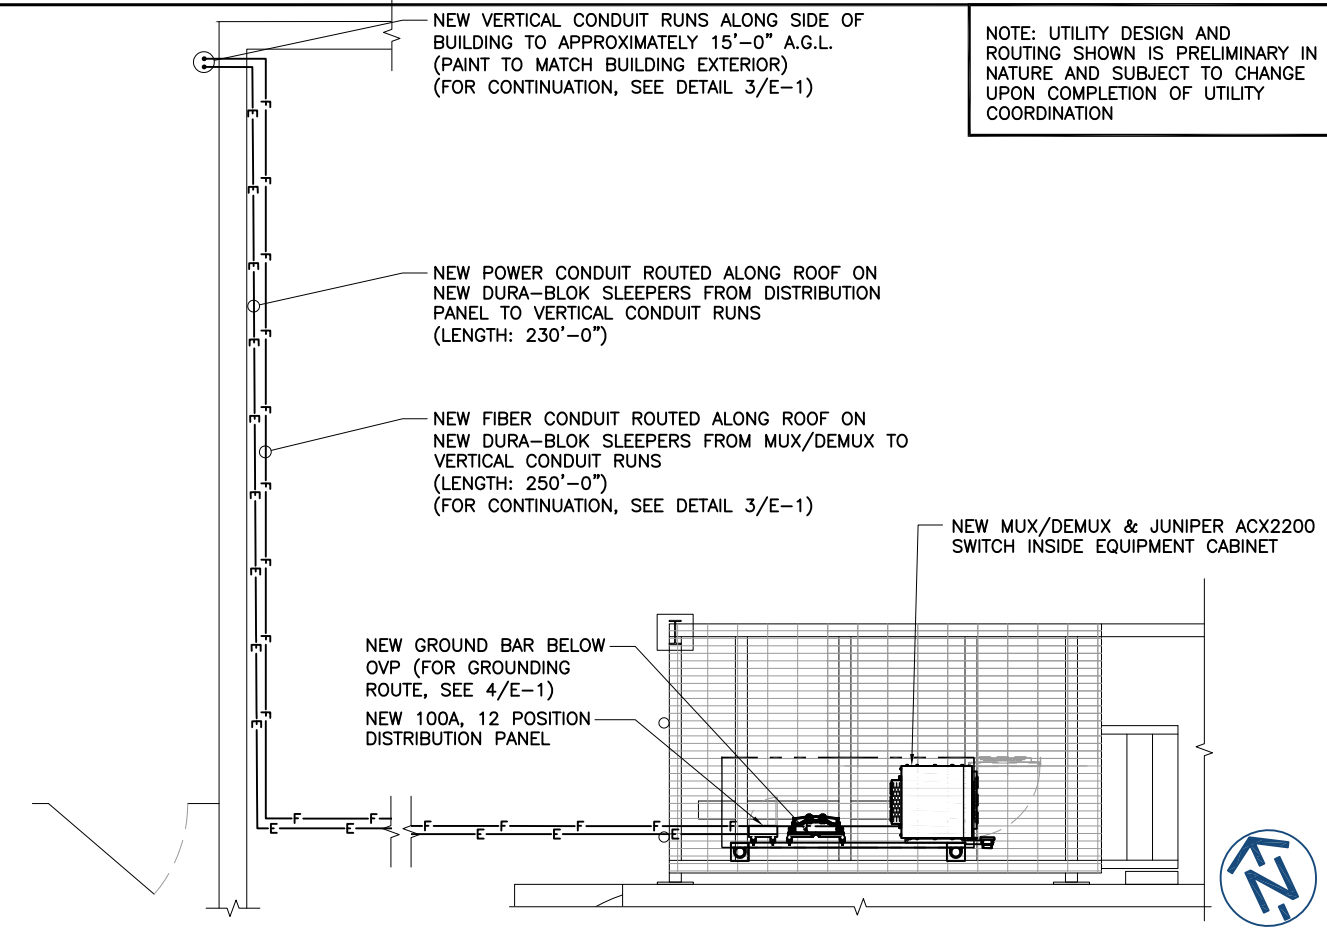 NEW VERTICAL CONDUIT RUNS ALONG SIDE OF
BUILDING TO APPROXIMATELY 15'-0" A.G.L.
(PAINT TO MATCH BUILDING EXTERIOR)
(FOR CONTINUATION, SEE DETAIL 3/E-1)
NOTE: UTILITY DESIGN AND
ROUTING SHOWN IS PRELIMINARY IN
NATURE AND SUBJECT TO CHANGE
UPON COMPLETION OF UTILITY
COORDINATION
NEW POWER CONDUIT ROUTED ALONG ROOF ON
NEW DURA-BLOK SLEEPERS FROM DISTRIBUTION
PANEL TO VERTICAL CONDUIT RUNS
(LENGTH: 230'-0")
NEW FIBER CONDUIT ROUTED ALONG ROOF ON
NEW DURA-BLOK SLEEPERS FROM MUX/DEMUX TO
VERTICAL CONDUIT RUNS
(LENGTH: 250'-0")
(FOR CONTINUATION, SEE DETAIL 3/E-1)
NEW MUX/DEMUX & JUNIPER ACX2200
SWITCH INSIDE EQUIPMENT CABINET
NEW GROUND BAR BELOW
OVP (FOR GROUNDING
ROUTE, SEE 4/E-1)
NEW 100A, 12 POSITION
DISTRIBUTION PANEL
F F F F F F F F F F
E E E E E E E E E E
F F F F F F F
E E E E E E
N